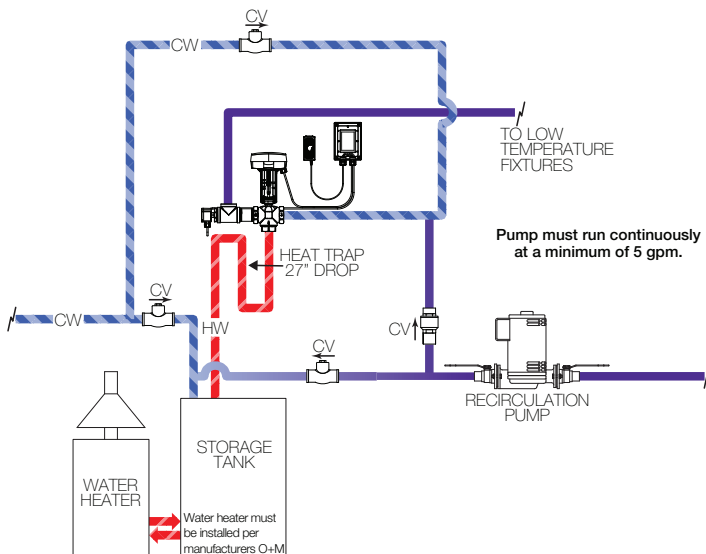 CV
CW
TO LOW
TEMPERATURE
FIXTURES
Pump must run continuously
at a minimum of 5 gpm.
HEAT TRAP
27" DROP
CV
CW
HW
CV
CV
RECIRCULATION
PUMP
STORAGE
TANK
WATER
HEATER
Water heater must
be installed per
manufacturers O+M